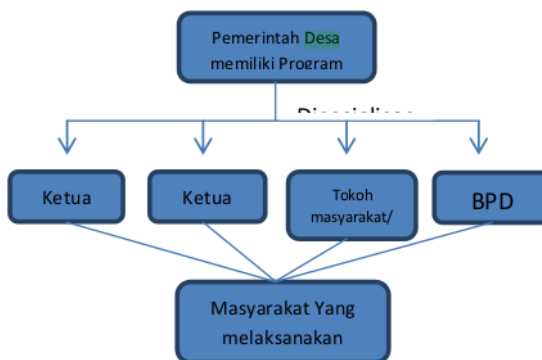 Pemerintah Desa
memiliki Program
Ketua
Ketua
Tokoh
masyarakat/
BPD
Masyarakat Yang
melaksanakan